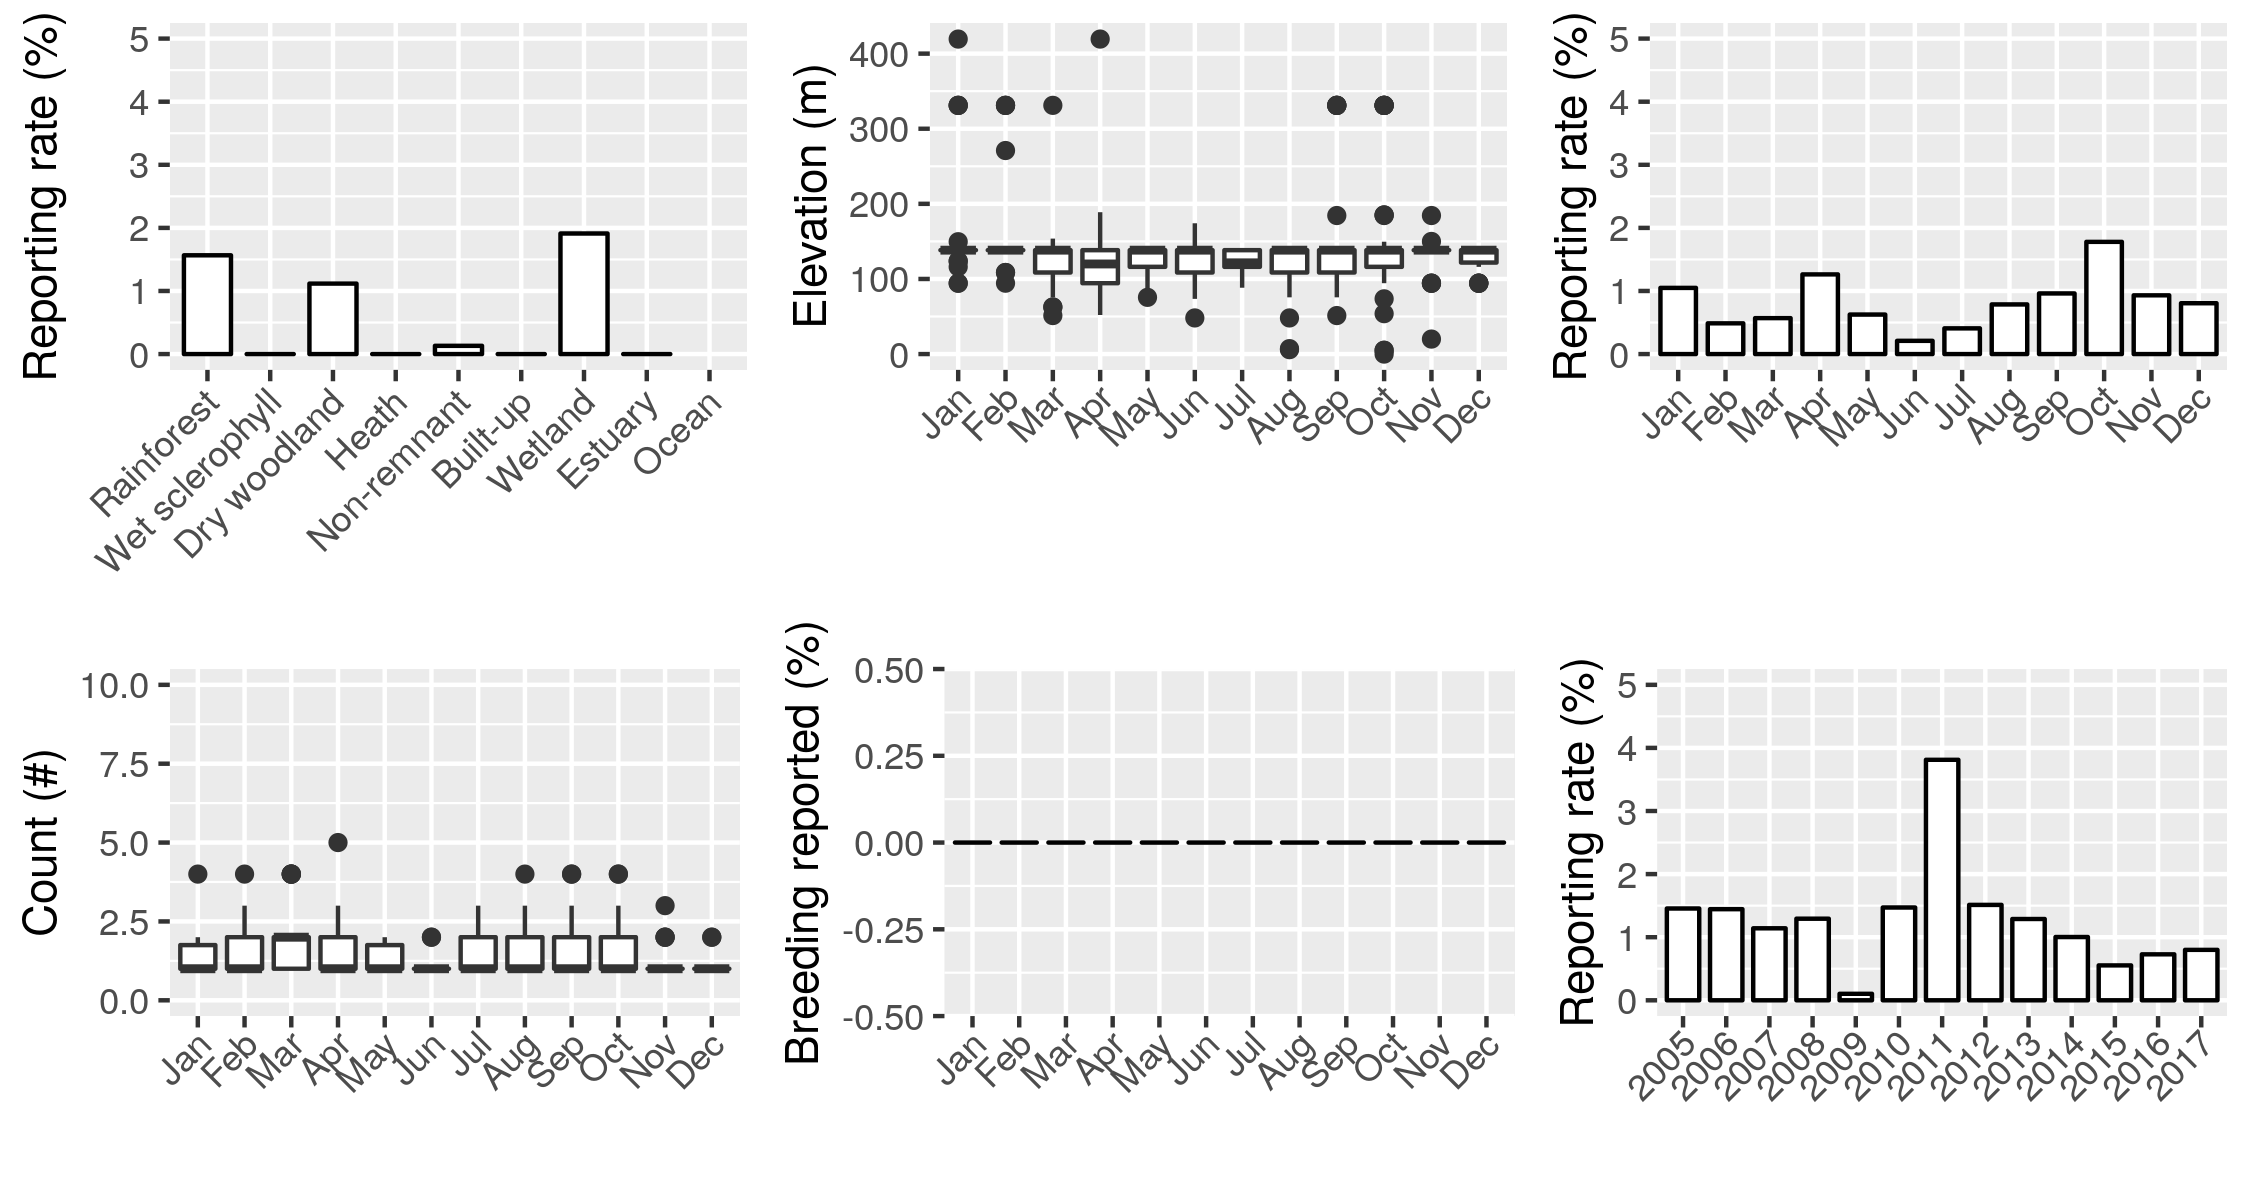 Reporting rate (%)
5
4
3
2
1
0
Rainforest
Wet sclerophyll
Dry woodland
Heath
Non-remnant
Built-up
Wetland
Estuary
Ocean
Elevation (m)
400
300
200
100
0
Jan Feb Mar Apr May Jun Jul Aug Sep Oct Nov Dec
Reporting rate (%)
5
4
3
2
1
0
Jan Feb Mar Apr May Jun Jul Aug Sep Oct Nov Dec
Count (#)
10.0
7.5
5.0
2.5
0.0
Jan Feb Mar Apr May Jun Jul Aug Sep Oct Nov Dec
Breeding reported (%)
0.50
0.25
0.00
-0.25
-0.50
Jan Feb Mar Apr May Jun Jul Aug Sep Oct Nov Dec
Reporting rate (%)
5
4
3
2
1
0
2005 2006 2007 2008 2009 2010 2011 2012 2013 2014 2015 2016 2017